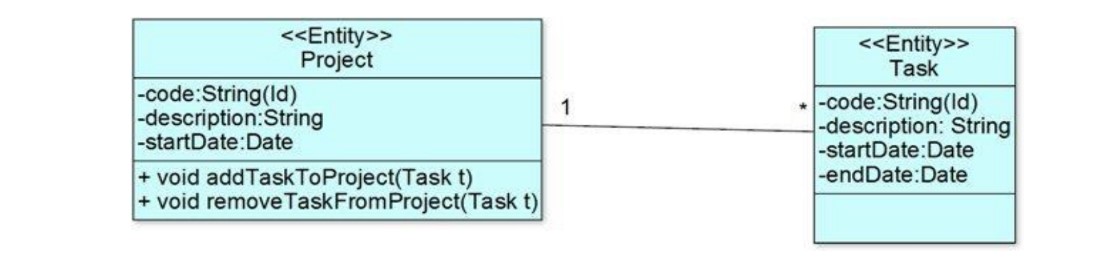 <<Entity>>
Project
-code:String(Id)
-description:String
-startDate:Date
+ void addTaskToProject(Task t)
+ void removeTaskFromProject(Task t)
1
*
<<Entity>>
Task
-code:String(Id)
-description: String
-startDate:Date
-endDate:Date